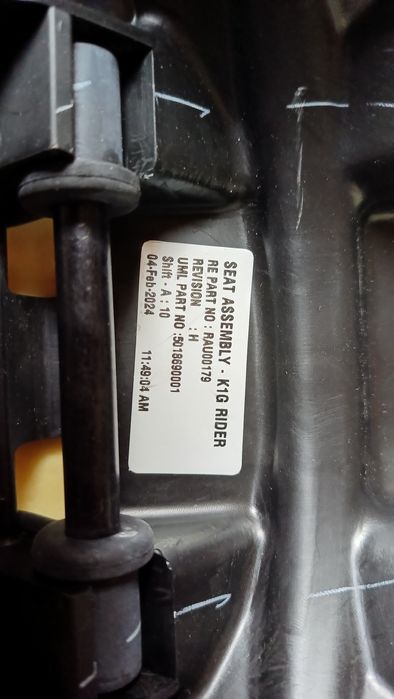 SEAT ASSEMBLY - K1G RIDER
RE PART NO : RAU00179
REVISION : H
UML PART NO :5018690001
Shift - A : 10
04-Feb-2024 11:49:04 AM